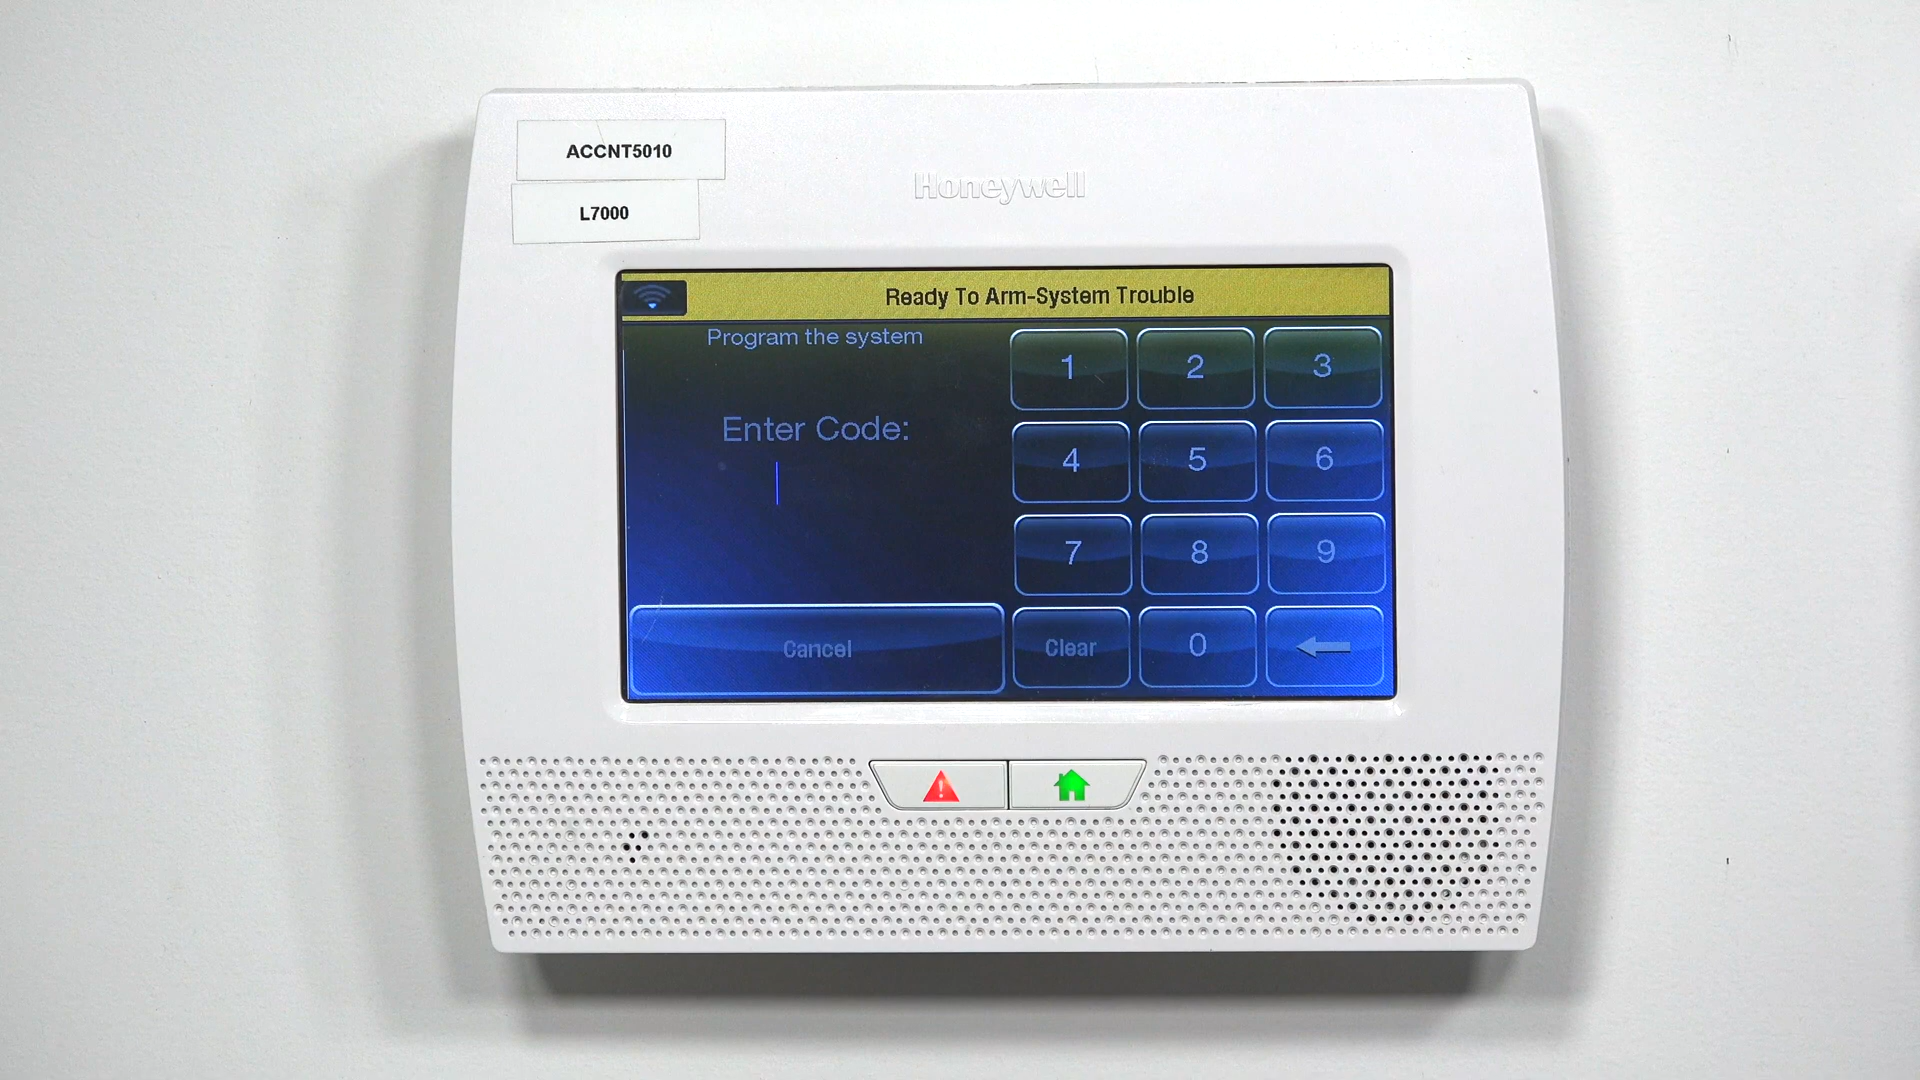 ACCNT5010
L7000
Honeywell
Ready To Arm-System Trouble
Program the system
Enter Code:
1 2 3
4 5 6
7 8 9
Cancel Clear 0